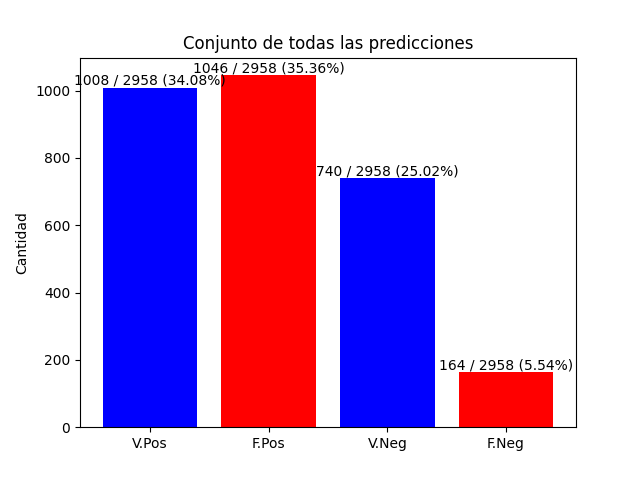 Conjunto de todas las predicciones
1046 / 2958 (35.36%)
1008 / 2958 (34.08%)
740 / 2958 (25.02%)
164 / 2958 (5.54%)
1000
800
600
400
200
0
Cantidad
V.Pos
F.Pos
V.Neg
F.Neg